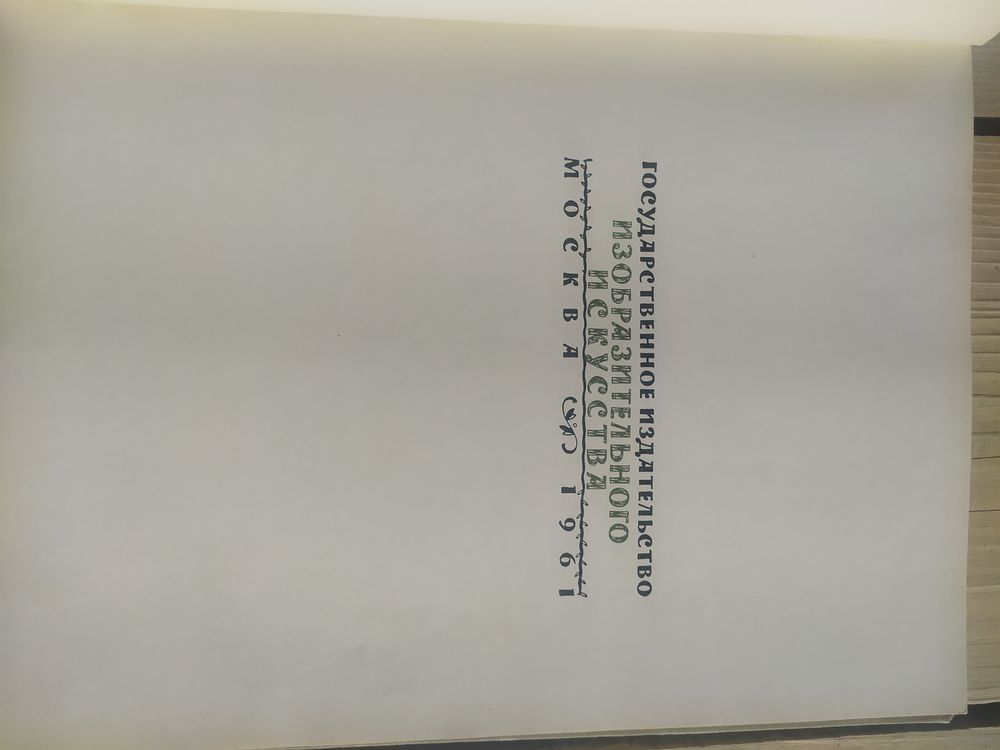 ГОСУДАРСТВЕННОЕ ИЗДАТЕЛЬСТВО
ИЗОБРАЗИТЕЛЬНОГО
ИСКУССТВА
МОСКВА 1961